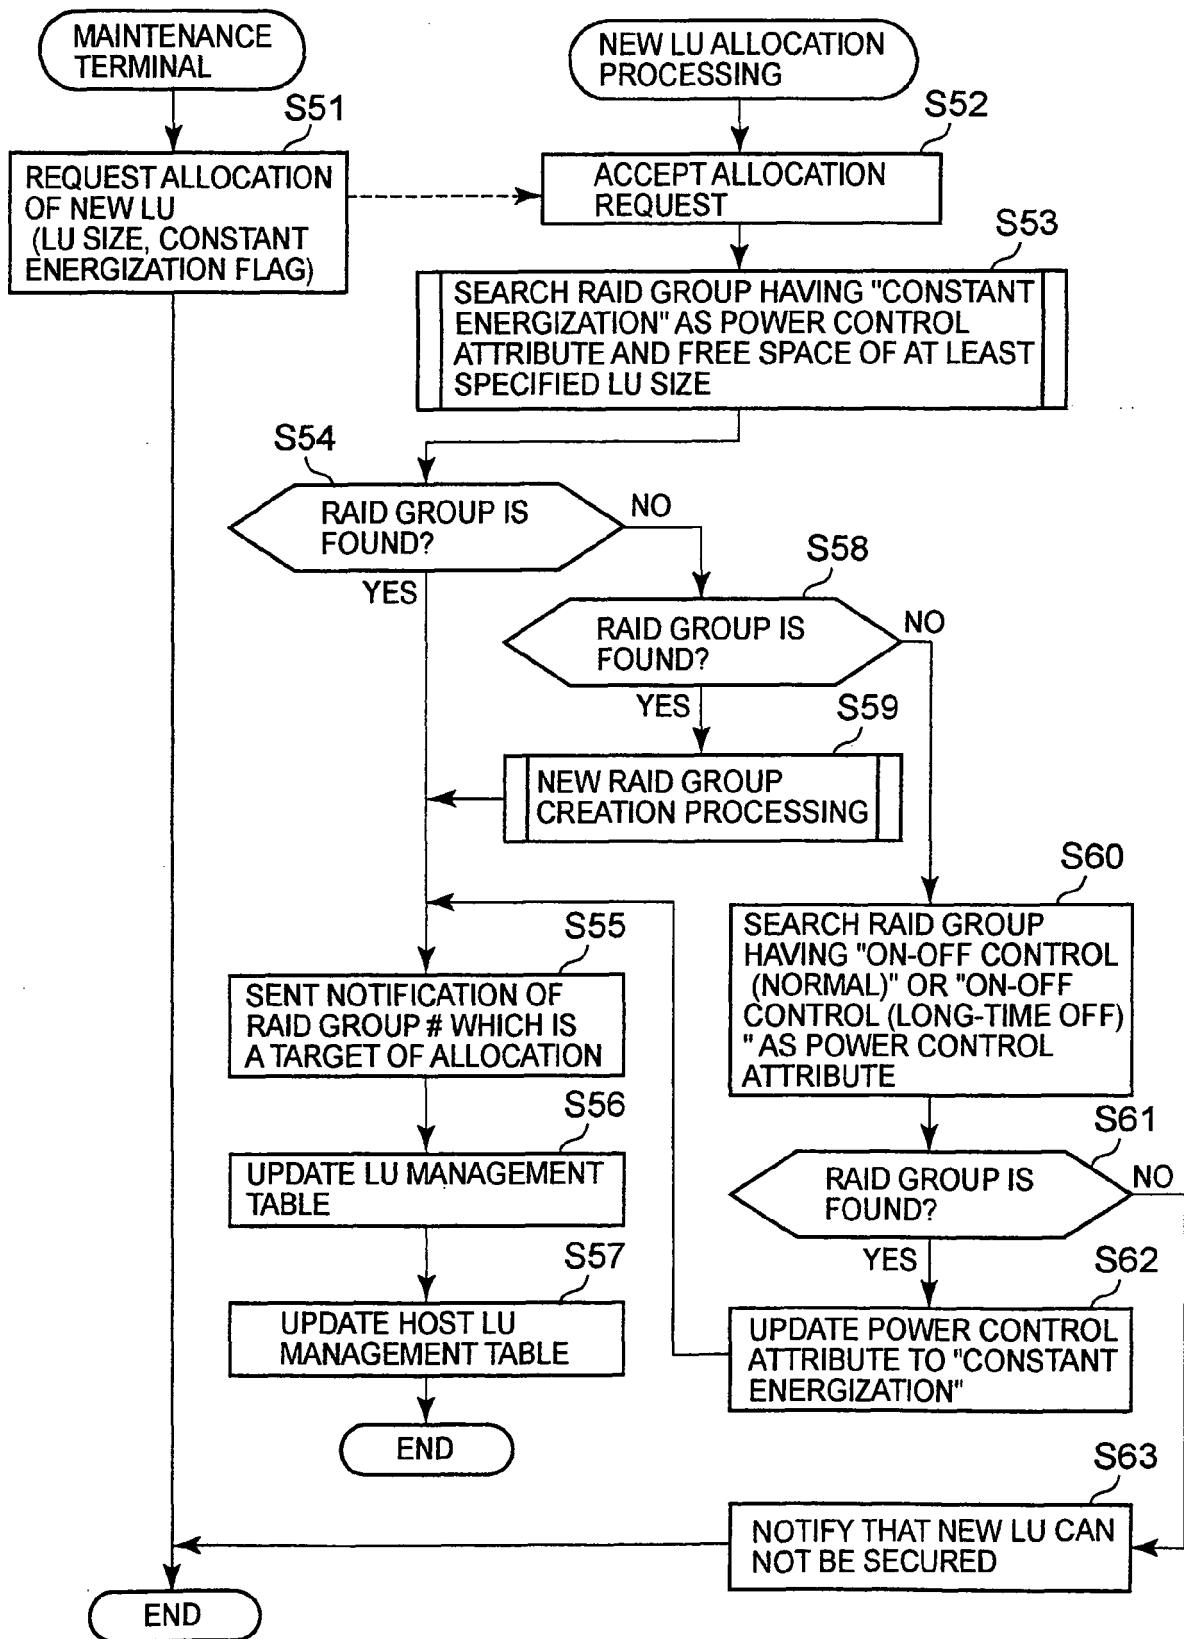 MAINTENANCE
TERMINAL
NEW LU ALLOCATION
PROCESSING
S51
REQUEST ALLOCATION
OF NEW LU
(LU SIZE, CONSTANT
ENERGIZATION FLAG)
S52
ACCEPT ALLOCATION
REQUEST
S53
SEARCH RAID GROUP HAVING "CONSTANT
ENERGIZATION" AS POWER CONTROL
ATTRIBUTE AND FREE SPACE OF AT LEAST
SPECIFIED LU SIZE
S54
RAID GROUP IS
FOUND?
NO
YES
S58
RAID GROUP IS
FOUND?
NO
YES
S59
NEW RAID GROUP
CREATION PROCESSING
S55
SENT NOTIFICATION OF
RAID GROUP # WHICH IS
A TARGET OF ALLOCATION
S56
UPDATE LU MANAGEMENT
TABLE
S57
UPDATE HOST LU
MANAGEMENT TABLE
END
S60
SEARCH RAID GROUP
HAVING "ON-OFF CONTROL
(NORMAL)" OR "ON-OFF
CONTROL (LONG-TIME OFF)
" AS POWER CONTROL
ATTRIBUTE
S61
RAID GROUP IS
FOUND?
NO
YES
S62
UPDATE POWER CONTROL
ATTRIBUTE TO "CONSTANT
ENERGIZATION"
S63
NOTIFY THAT NEW LU CAN
NOT BE SECURED
END